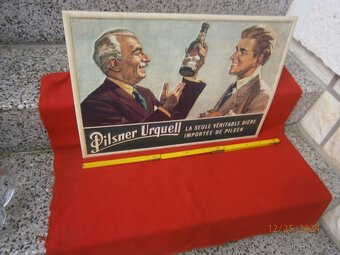 Pilsner Urquell
LA SEULE VÉRITABLE BIÈRE
IMPORTÉE DE PILSEN
12/25/2024